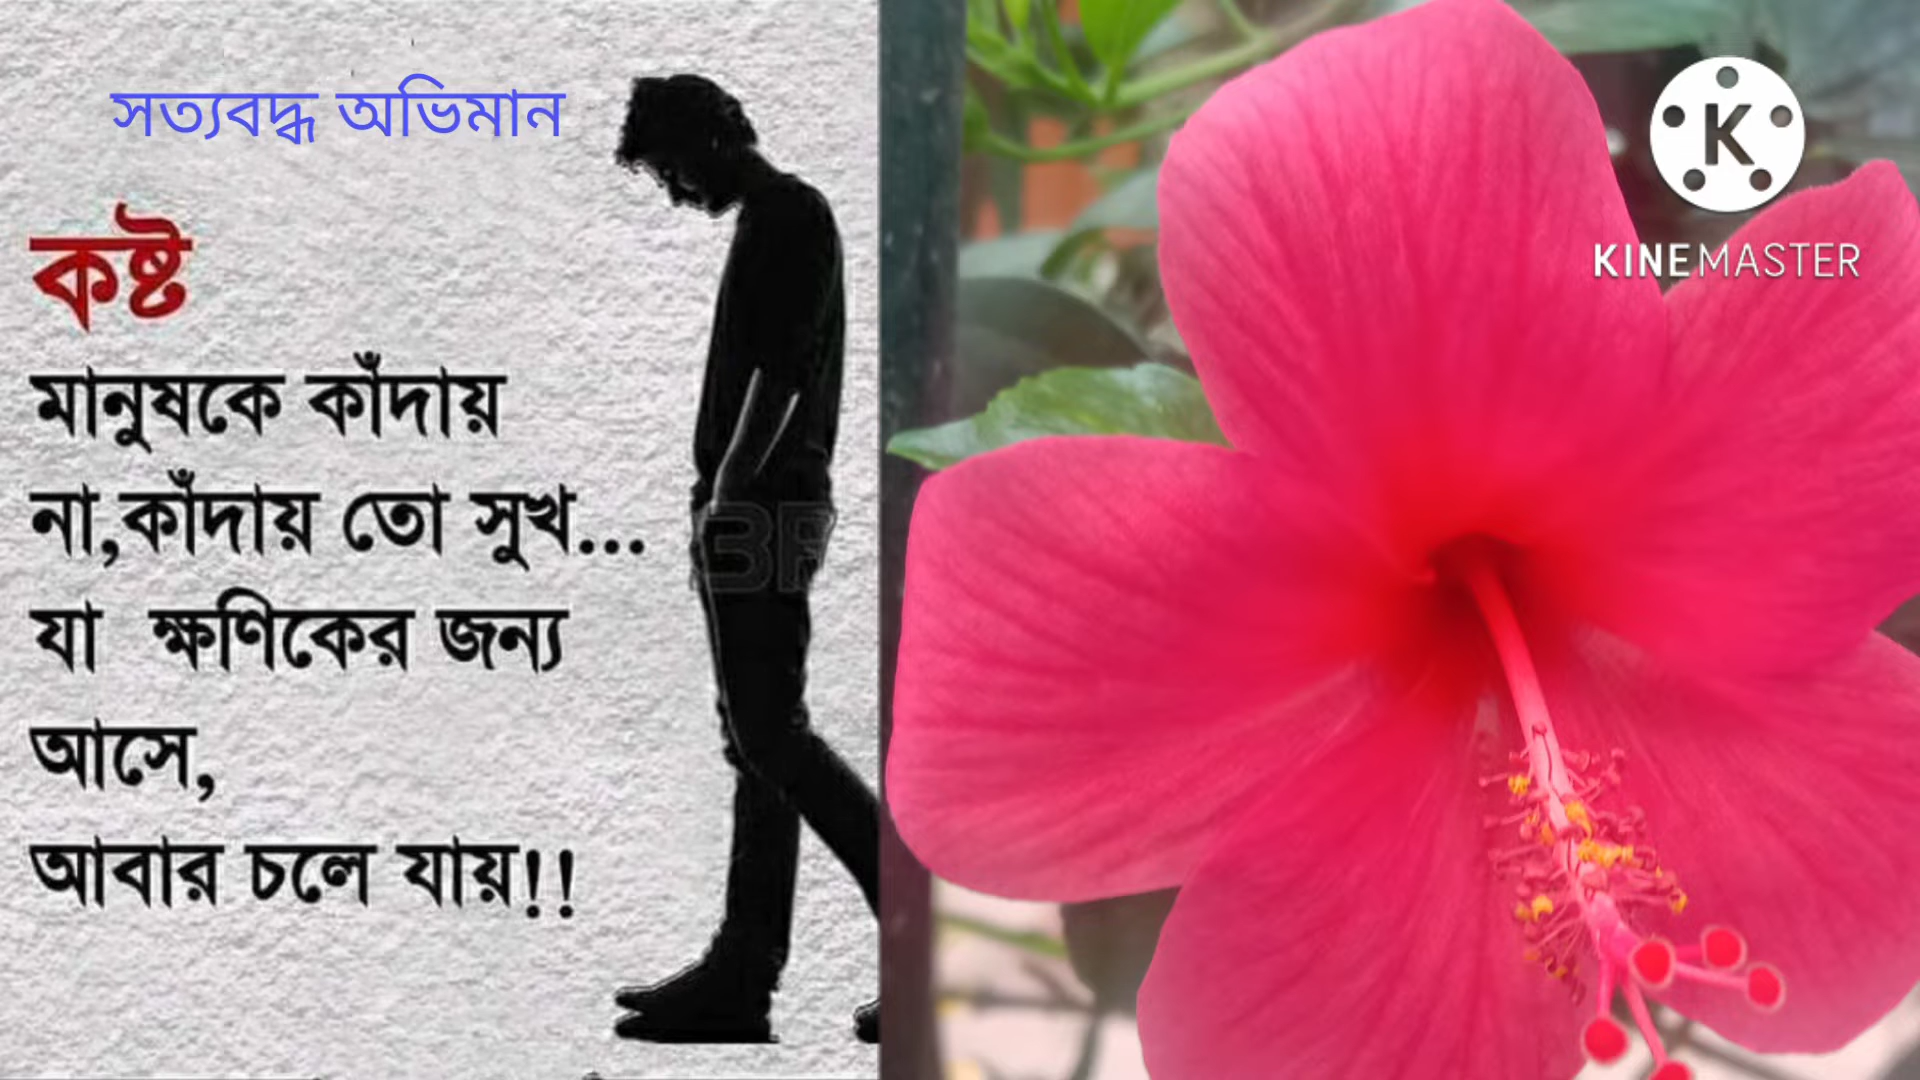 সত্যবদ্ধ অভিমান
কষ্ট
মানুষকে কাঁদায়
না,কাঁদায় তো সুখ...
যা ক্ষণিকের জন্য
আসে,
আবার চলে যায়!!
K
KINEMASTER